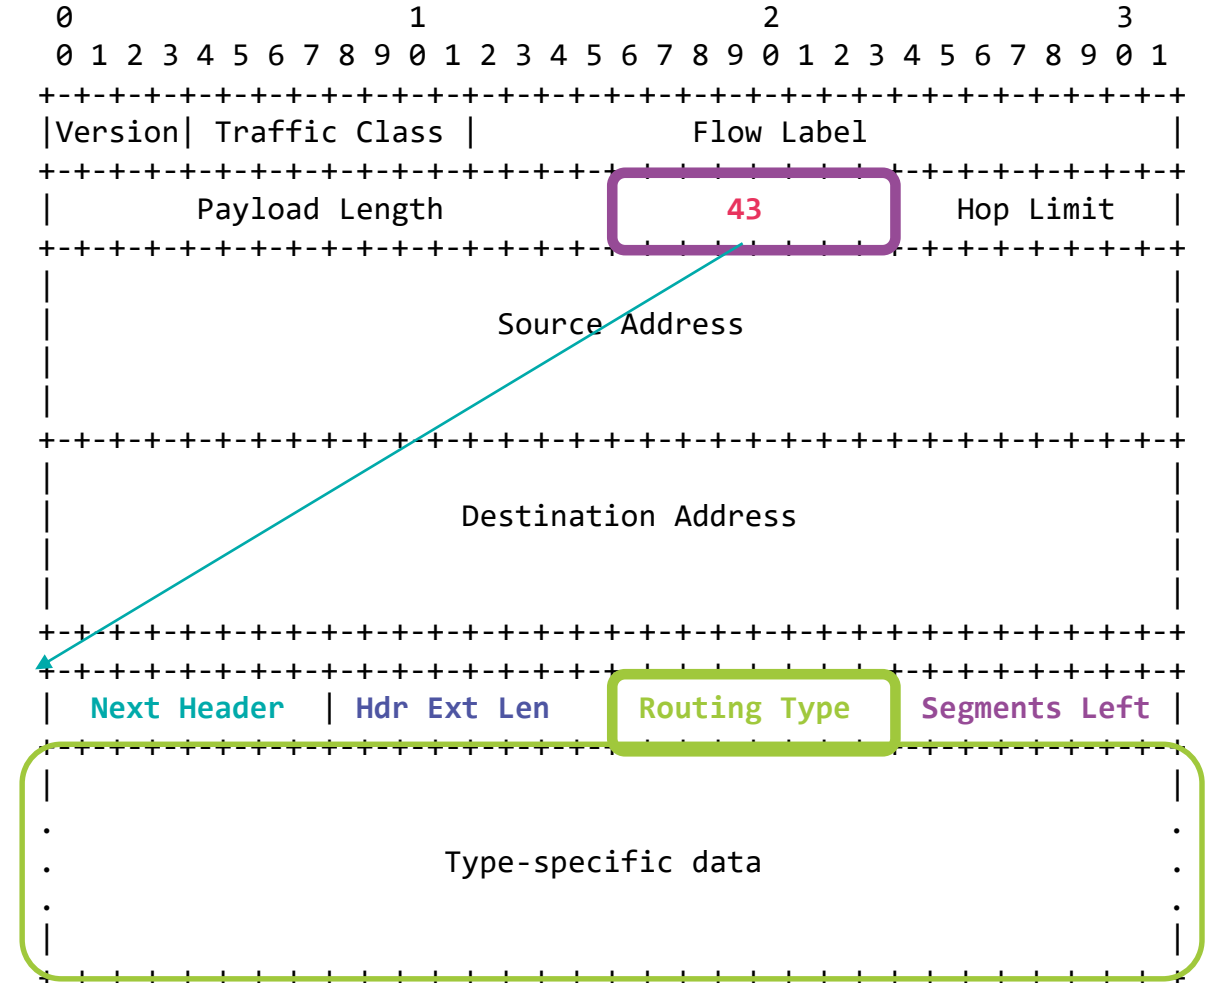 0                   1                   2                   3
0 1 2 3 4 5 6 7 8 9 0 1 2 3 4 5 6 7 8 9 0 1 2 3 4 5 6 7 8 9 0 1
+-+-+-+-+-+-+-+-+-+-+-+-+-+-+-+-+-+-+-+-+-+-+-+-+-+-+-+-+-+-+-+-+
|Version| Traffic Class | Flow Label |
+-+-+-+-+-+-+-+-+-+-+-+-+-+-+-+-+-+-+-+-+-+-+-+-+-+-+-+-+-+-+-+-+
| Payload Length 43 Hop Limit |
+-+-+-+-+-+-+-+-+-+-+-+-+-+-+-+-+-+-+-+-+-+-+-+-+-+-+-+-+-+-+-+-+
| |
| Source Address |
| |
| |
+-+-+-+-+-+-+-+-+-+-+-+-+-+-+-+-+-+-+-+-+-+-+-+-+-+-+-+-+-+-+-+-+
| |
| Destination Address |
| |
| |
+-+-+-+-+-+-+-+-+-+-+-+-+-+-+-+-+-+-+-+-+-+-+-+-+-+-+-+-+-+-+-+-+
+-+-+-+-+-+-+-+-+-+-+-+-+-+-+-+-+-+-+-+-+-+-+-+-+-+-+-+-+-+-+-+-+
| Next Header | Hdr Ext Len Routing Type Segments Left |
+-+-+-+-+-+-+-+-+-+-+-+-+-+-+-+-+-+-+-+-+-+-+-+-+-+-+-+-+-+-+-+-+
| |
. .
. Type-specific data .
. .
| |
+-+-+-+-+-+-+-+-+-+-+-+-+-+-+-+-+-+-+-+-+-+-+-+-+-+-+-+-+-+-+-+-+